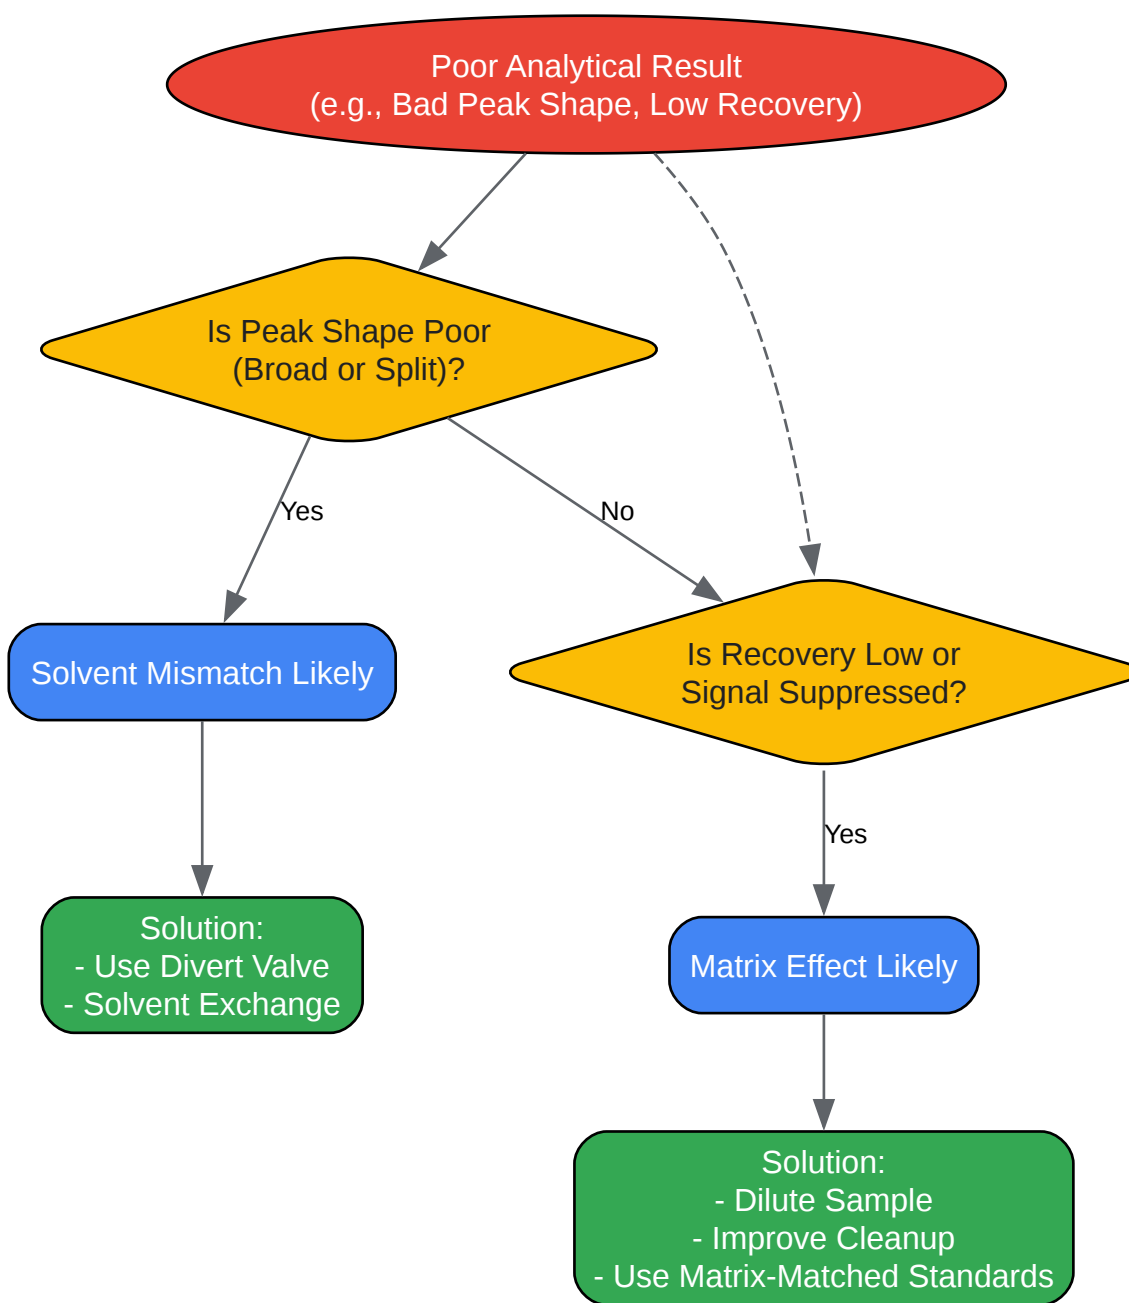 Poor Analytical Result
(e.g., Bad Peak Shape, Low Recovery)
Is Peak Shape Poor
(Broad or Split)?
Yes
No
Solvent Mismatch Likely
Is Recovery Low or
Signal Suppressed?
Yes
Solution:
- Use Divert Valve
- Solvent Exchange
Matrix Effect Likely
Solution:
- Dilute Sample
- Improve Cleanup
- Use Matrix-Matched Standards